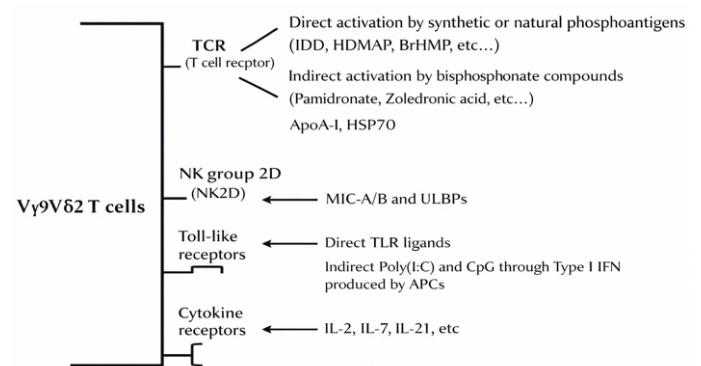 Direct activation by synthetic or natural phosphoantigens
(IDD, HDMAP, BrHMP, etc...)
TCR
(T cell recptor)
Indirect activation by bisphosphonate compounds
(Pamidronate, Zoledronic acid, etc...)
ApoA-I, HSP70
NK group 2D
(NK2D)
MIC-A/B and ULBPs
Vγ9Vδ2 T cells
Toll-like
receptors
Direct TLR ligands
Indirect Poly(I:C) and CpG through Type I IFN
produced by APCs
Cytokine
receptors
IL-2, IL-7, IL-21, etc